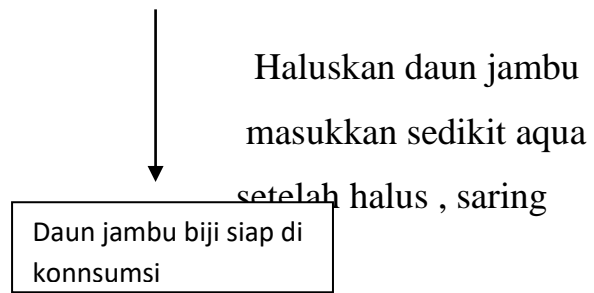 Haluskan daun jambu
masukkan sedikit aqua
setelah halus , saring
Daun jambu biji siap di
konnsumsi